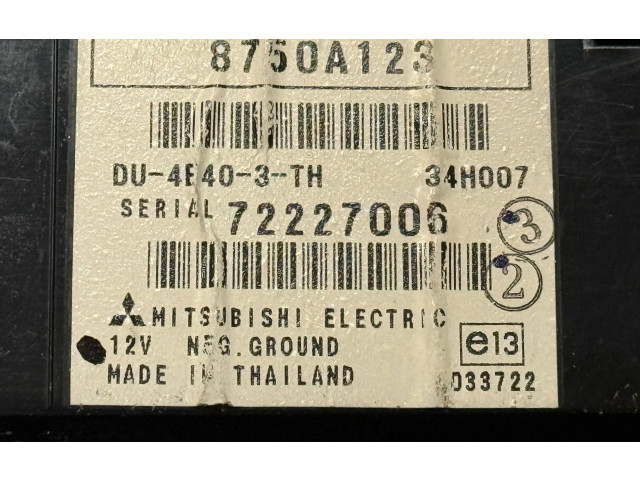 8750A123
DU-4E40-3-TH 34H007
SERIAL 72227006
3
2
MITSUBISHI ELECTRIC
12V NEG. GROUND e13
MADE IN THAILAND 033722